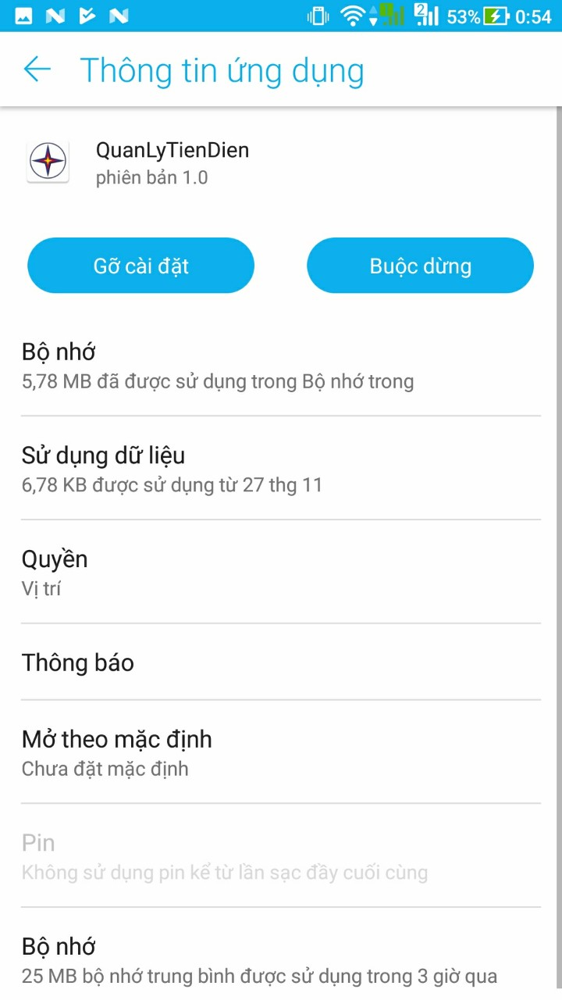 2 53% 0:54
Thông tin ứng dụng
QuanLyTienDien
phiên bản 1.0
Gỡ cài đặt Buộc dừng
Bộ nhớ
5,78 MB đã được sử dụng trong Bộ nhớ trong
Sử dụng dữ liệu
6,78 KB được sử dụng từ 27 thg 11
Quyền
Vị trí
Thông báo
Mở theo mặc định
Chưa đặt mặc định
Pin
Không sử dụng pin kể từ lần sạc đầy cuối cùng
Bộ nhớ
25 MB bộ nhớ trung bình được sử dụng trong 3 giờ qua